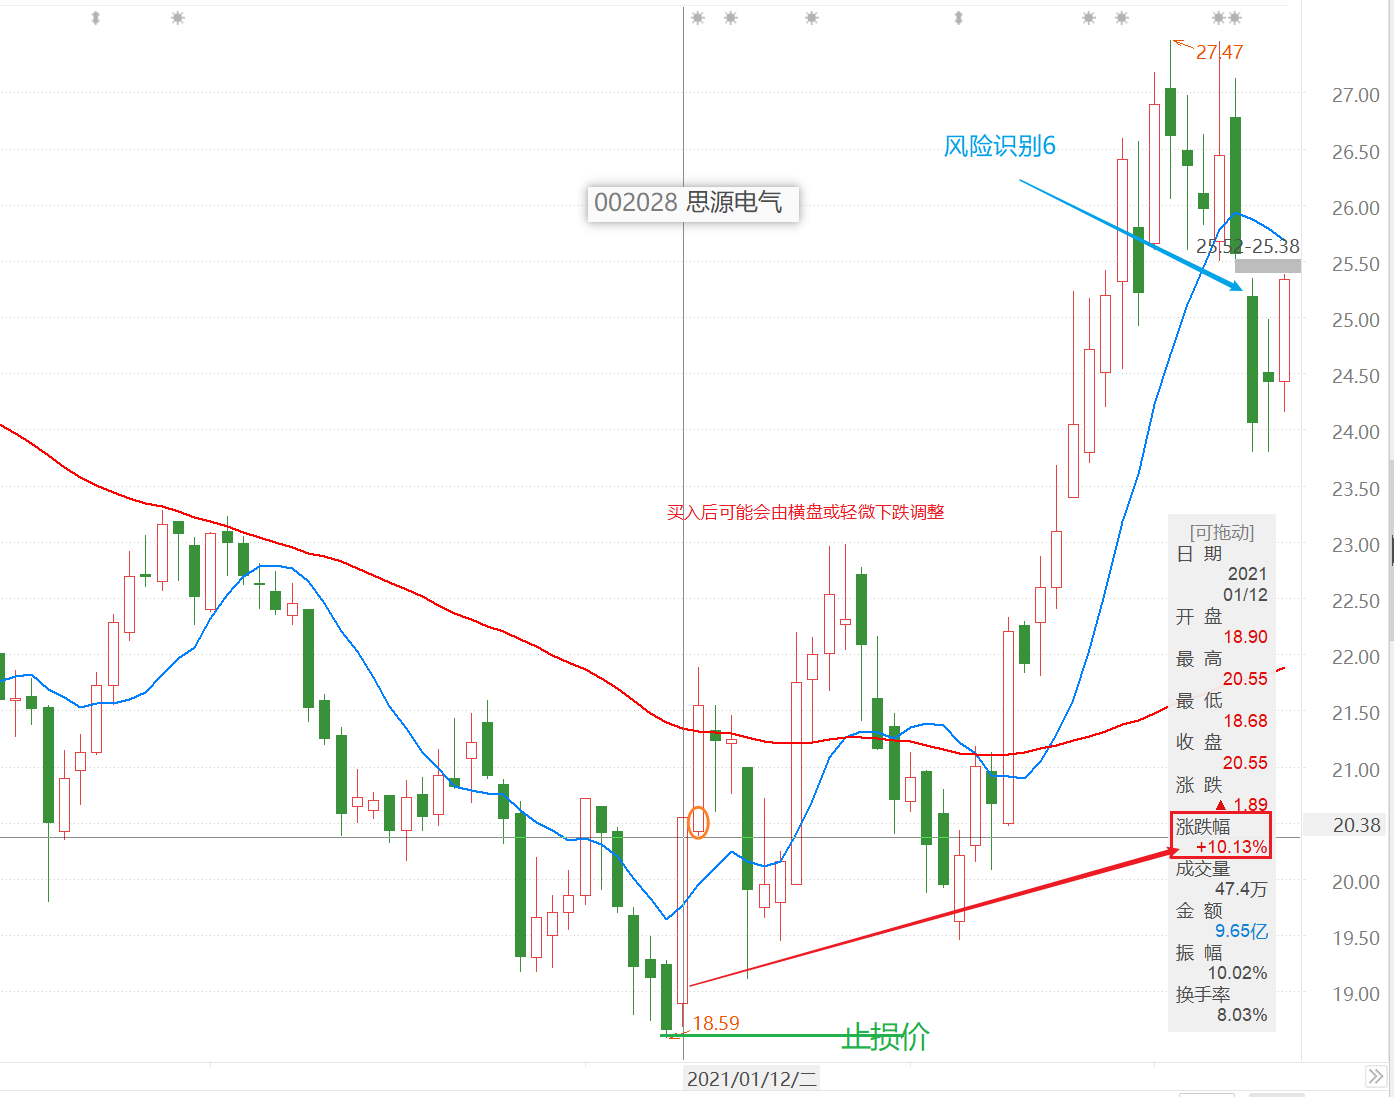 27.47
27.00
风险识别6
26.50
002028 思源电气
26.00
25.52-25.38
25.50
25.00
24.50
24.00
23.50
买入后可能会由横盘或轻微下跌调整
23.00
22.50
22.00
21.50
21.00
20.38
20.00
19.50
19.00
[可拖动]
日 期
2021
01/12
开 盘
18.90
最 高
20.55
最 低
18.68
收 盘
20.55
涨 跌
▲ 1.89
涨跌幅
+10.13%
成交量
47.4万
金 额
9.65亿
振 幅
10.02%
换手率
8.03%
18.59
止损价
2021/01/12/二